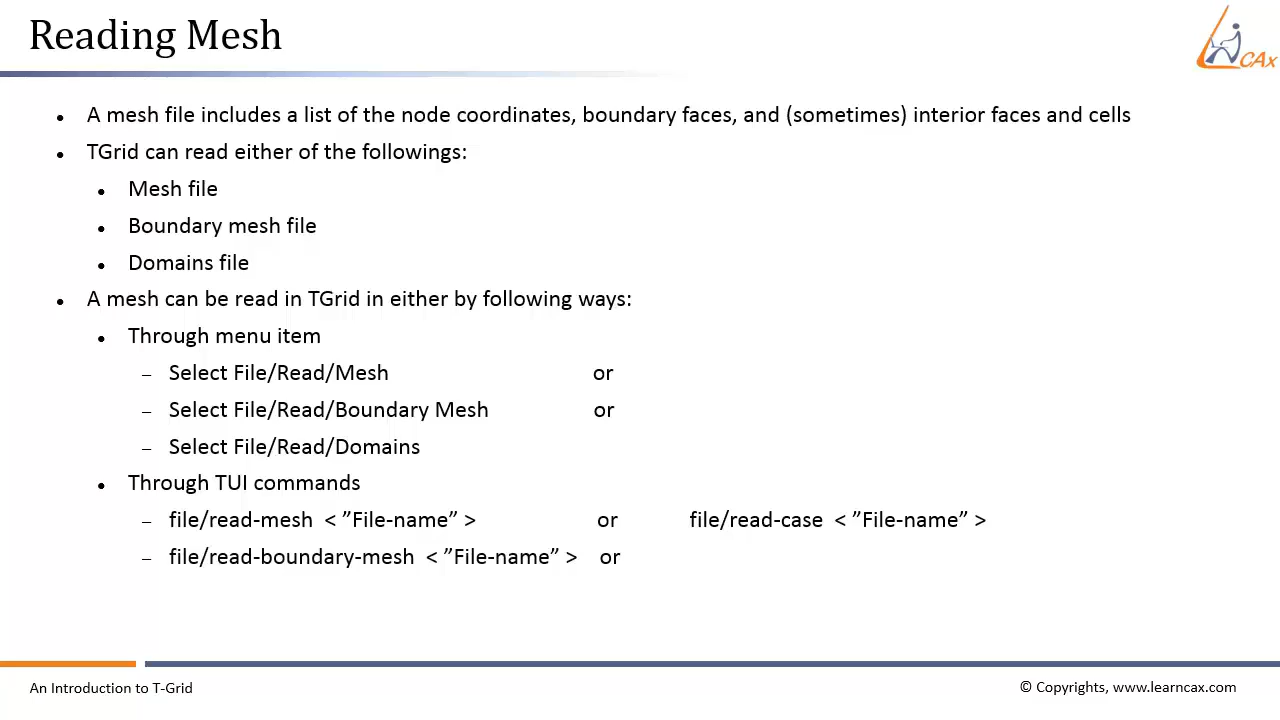 Reading Mesh
CAx
• A mesh file includes a list of the node coordinates, boundary faces, and (sometimes) interior faces and cells
• TGrid can read either of the followings:
• Mesh file
• Boundary mesh file
• Domains file
• A mesh can be read in TGrid in either by following ways:
• Through menu item
– Select File/Read/Mesh or
– Select File/Read/Boundary Mesh or
– Select File/Read/Domains
• Through TUI commands
– file/read-mesh < ”File-name” > or file/read-case < ”File-name” >
– file/read-boundary-mesh < ”File-name” > or
An Introduction to T-Grid
© Copyrights, www.learncax.com